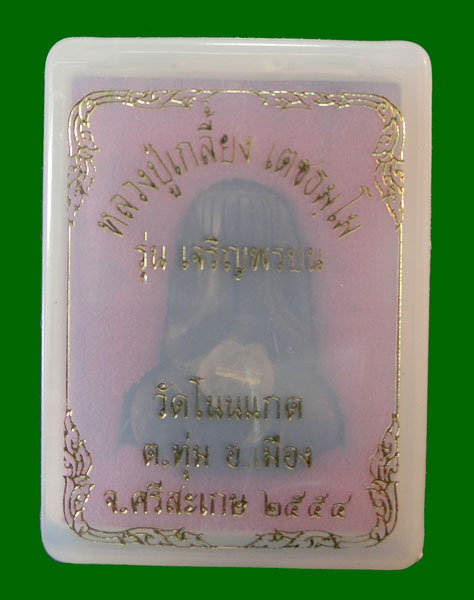 หลวงปู่เกลี้ยง เตชธมฺโม
รุ่น เจริญพรบน
วัดโนนแกด
ต.ทุ่ม อ.เมือง
จ.ศรีสะเกษ ๒๕๕๔